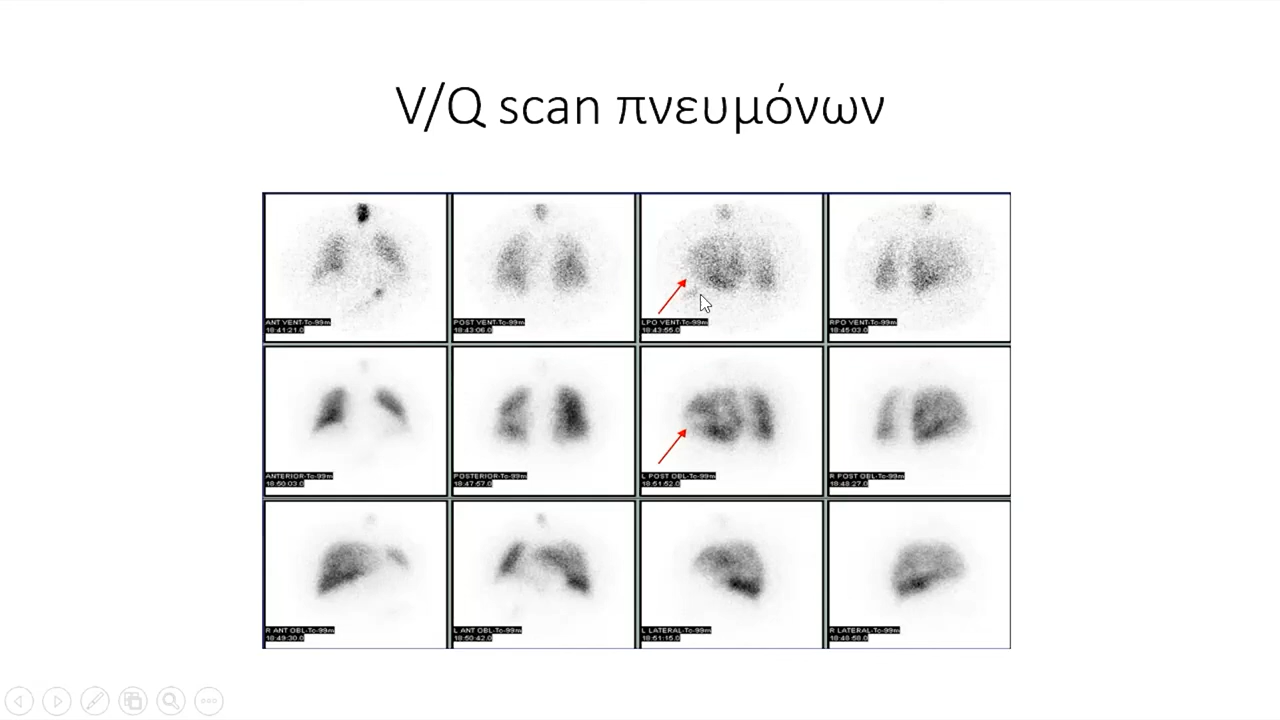 V/Q scan πνευμόνων
ANT VENT-Tc-99m
18:41:21.0
POST VENT-Tc-99m
18:43:06.0
LPO VENT-Tc-99m
18:43:55.0
RPO VENT-Tc-99m
18:45:03.0
ANTERIOR-Tc-99m
18:50:03.0
POSTERIOR-Tc-99m
18:47:57.0
L POST OBL-Tc-99m
18:51:52.0
R POST OBL-Tc-99m
18:48:27.0
R ANT OBL-Tc-99m
18:49:30.0
L ANT OBL-Tc-99m
18:50:42.0
L LATERAL-Tc-99m
18:51:15.0
R LATERAL-Tc-99m
18:48:58.0